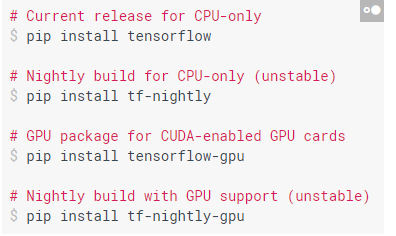 # Current release for CPU-only
$ pip install tensorflow
# Nightly build for CPU-only (unstable)
$ pip install tf-nightly
# GPU package for CUDA-enabled GPU cards
$ pip install tensorflow-gpu
# Nightly build with GPU support (unstable)
$ pip install tf-nightly-gpu